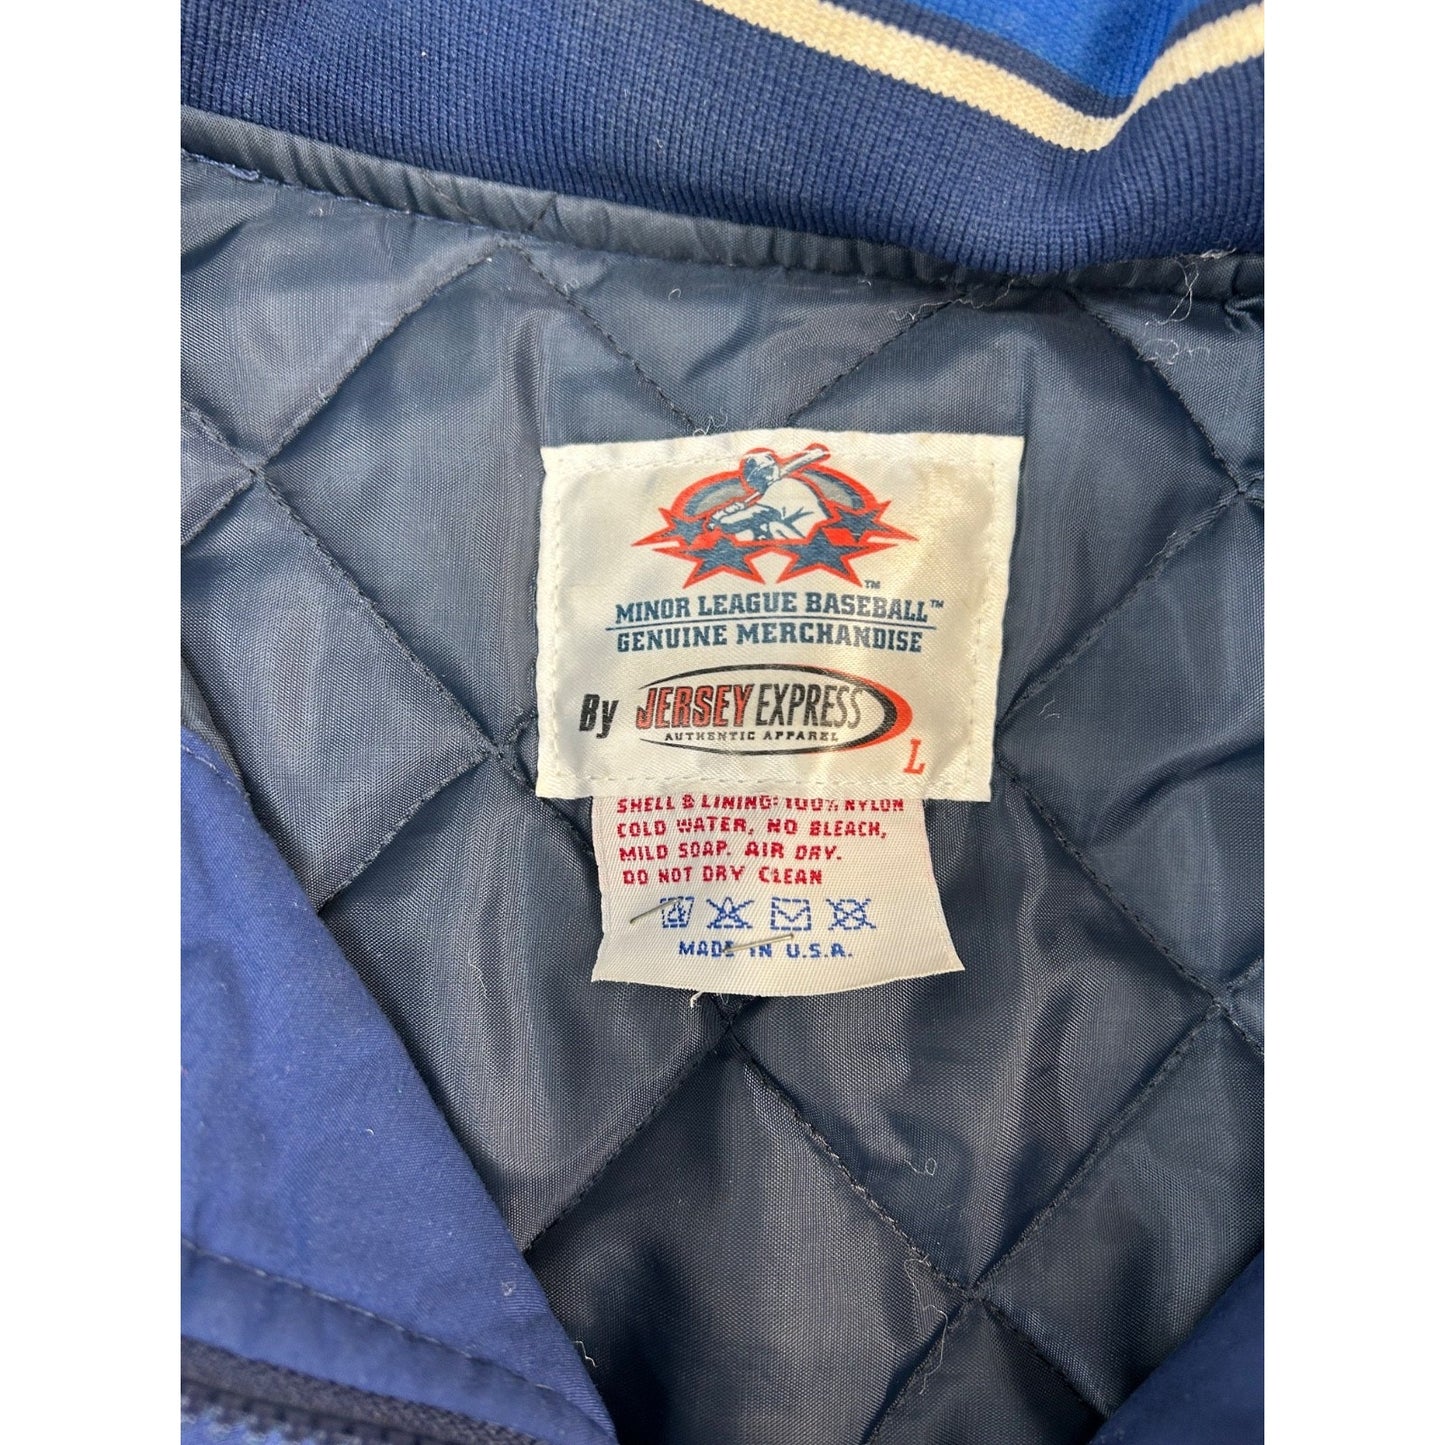 TM
MINOR LEAGUE BASEBALL™
GENUINE MERCHANDISE
By JERSEY EXPRESS
AUTHENTIC APPAREL
L
SHELL & LINING: 100% NYLON
COLD WATER, NO BLEACH,
MILD SOAP. AIR DRY.
DO NOT DRY CLEAN
MADE IN U.S.A.